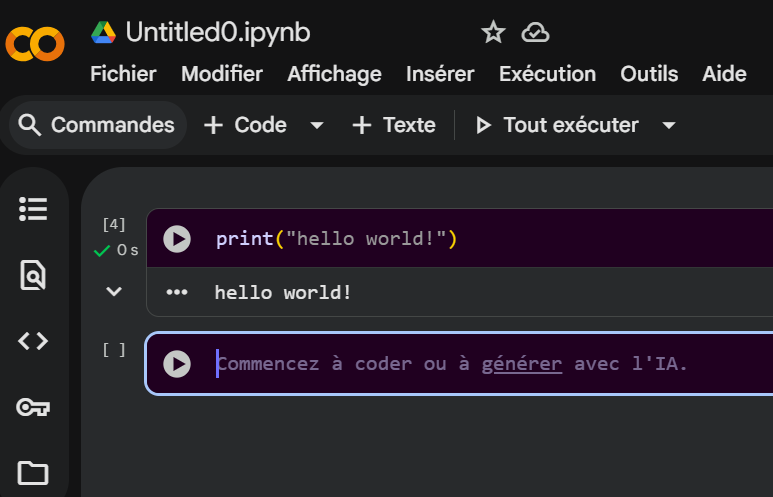 Untitled0.ipynb
Fichier Modifier Affichage Insérer Exécution Outils Aide
Commandes + Code + Texte Tout exécuter
[4]
0 s
print("hello world!")
hello world!
[ ]
Commencez à coder ou à générer avec l'IA.